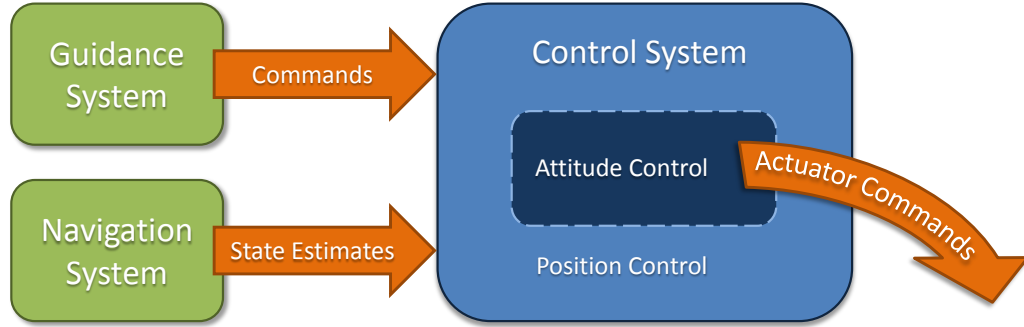 Guidance
System
Commands
Control System
Attitude Control
Actuator Commands
Navigation
System
State Estimates
Position Control